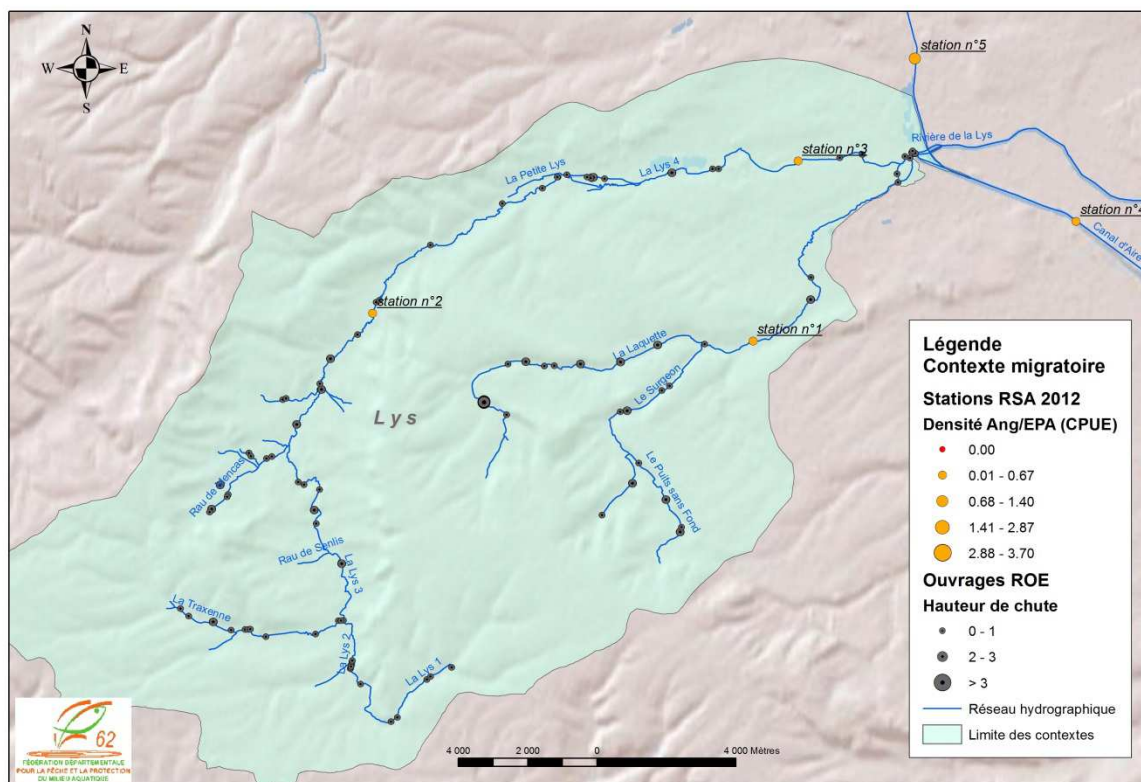 N
W E
S
station n°5
Rivière de la Lys
station n°3
La Lys 4
La Petite Lys
station n°4
Canal d'Aire
station n°2
station n°1
La Laquette
Le Surgeon
Lys
Le Puits sans Fond
Rau de Mencas
Rau de Senlis
La Lys 3
La Traxenne
La Lys 2
La Lys 1
Légende
Contexte migratoire
Stations RSA 2012
Densité Ang/EPA (CPUE)
0.00
0.01 - 0.67
0.68 - 1.40
1.41 - 2.87
2.88 - 3.70
Ouvrages ROE
Hauteur de chute
0 - 1
2 - 3
> 3
Réseau hydrographique
Limite des contextes
62
FÉDÉRATION DÉPARTEMENTALE
POUR LA PÊCHE ET LA PROTECTION
DU MILIEU AQUATIQUE
4 000 2 000 0 4 000 Mètres